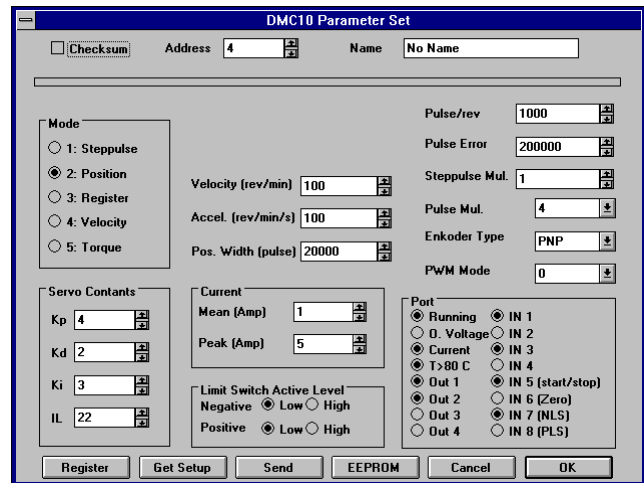 DMC10 Parameter Set
Checksum Address 4 Name No Name
Pulse/rev 1000
Pulse Error 200000
Steppulse Mul. 1
Pulse Mul. 4
Enkoder Type PNP
PWM Mode 0
Mode
1: Steppulse
2: Position
3: Register
4: Velocity
5: Torque
Velocity (rev/min) 100
Accel. (rev/min/s) 100
Pos. Width (pulse) 20000
Servo Contants
Kp 4
Kd 2
Ki 3
IL 22
Current
Mean (Amp) 1
Peak (Amp) 5
Limit Switch Active Level
Negative Low High
Positive Low High
Port
Running IN 1
O. Voltage IN 2
Current IN 3
T>80 C IN 4
Out 1 IN 5 (start/stop)
Out 2 IN 6 (Zero)
Out 3 IN 7 (NLS)
Out 4 IN 8 (PLS)
Register Get Setup Send EEPROM Cancel OK